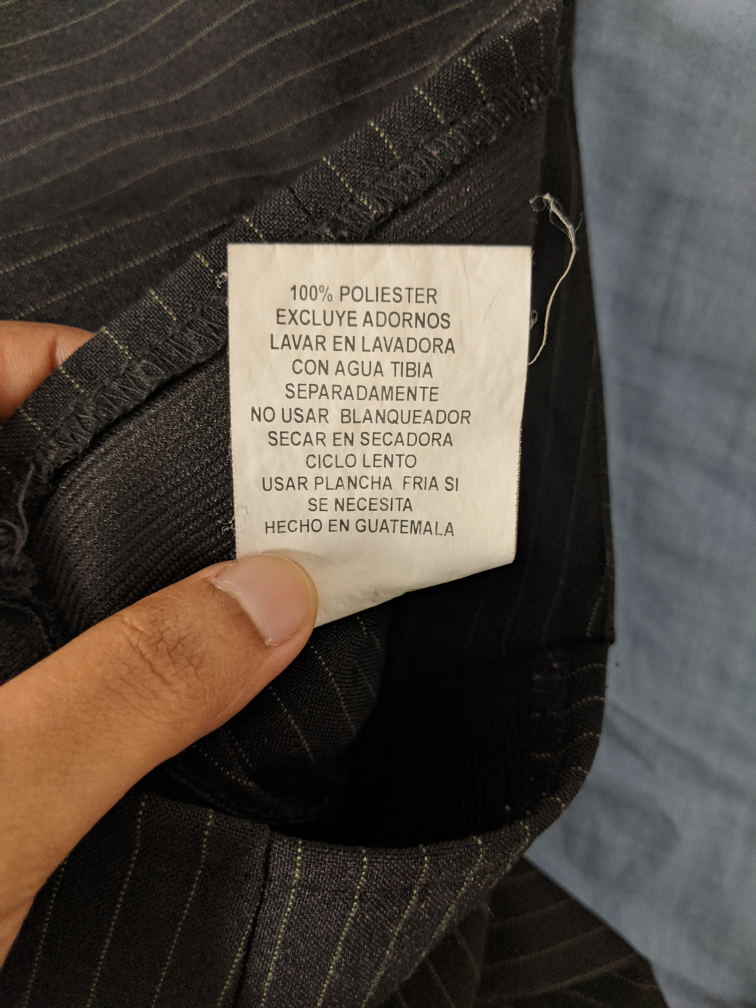 100% POLIESTER
EXCLUYE ADORNOS
LAVAR EN LAVADORA
CON AGUA TIBIA
SEPARADAMENTE
NO USAR BLANQUEADOR
SECAR EN SECADORA
CICLO LENTO
USAR PLANCHA FRIA SI
SE NECESITA
HECHO EN GUATEMALA